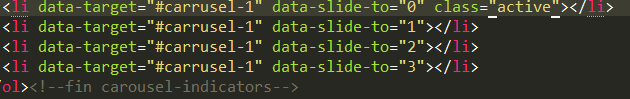 <li data-target="#carrusel-1" data-slide-to="0" class="active"></li>
<li data-target="#carrusel-1" data-slide-to="1"></li>
<li data-target="#carrusel-1" data-slide-to="2"></li>
<li data-target="#carrusel-1" data-slide-to="3"></li>
ol><!--fin carousel-indicators-->